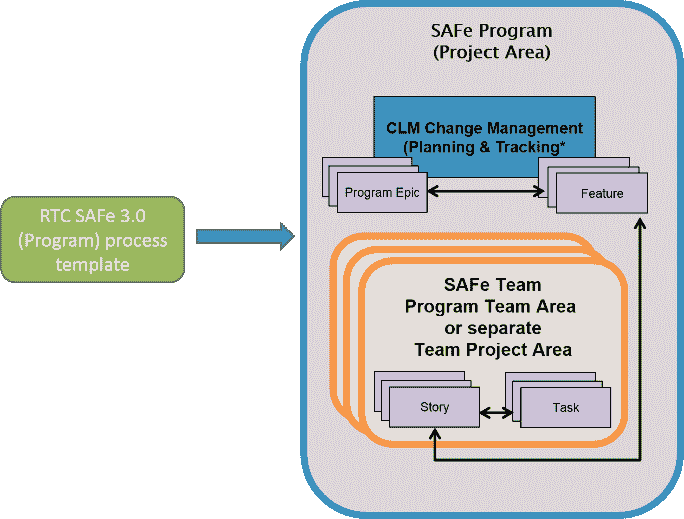 SAFe Program
(Project Area)
CLM Change Management
(Planning & Tracking*
Program Epic
Feature
RTC SAFe 3.0
(Program) process
template
SAFe Team
Program Team Area
or separate
Team Project Area
Story
Task